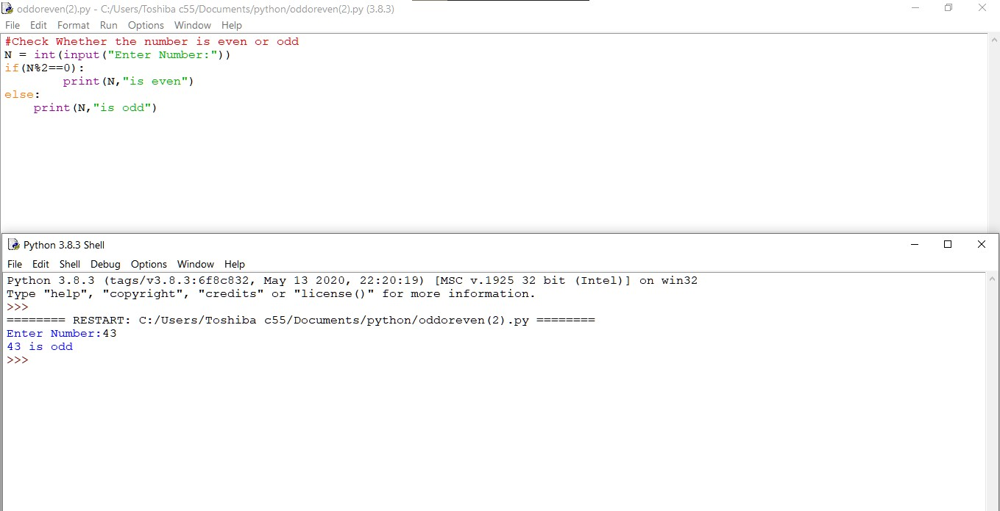 oddoreven(2).py - C:/Users/Toshiba c55/Documents/python/oddoreven(2).py (3.8.3)
File Edit Format Run Options Window Help
#Check Whether the number is even or odd
N = int(input("Enter Number:"))
if(N%2==0):
        print(N,"is even")
else:
    print(N,"is odd")
Python 3.8.3 Shell
File Edit Shell Debug Options Window Help
Python 3.8.3 (tags/v3.8.3:6f8c832, May 13 2020, 22:20:19) [MSC v.1925 32 bit (Intel)] on win32
Type "help", "copyright", "credits" or "license()" for more information.
>>>
======== RESTART: C:/Users/Toshiba c55/Documents/python/oddoreven(2).py ========
Enter Number:43
43 is odd
>>>